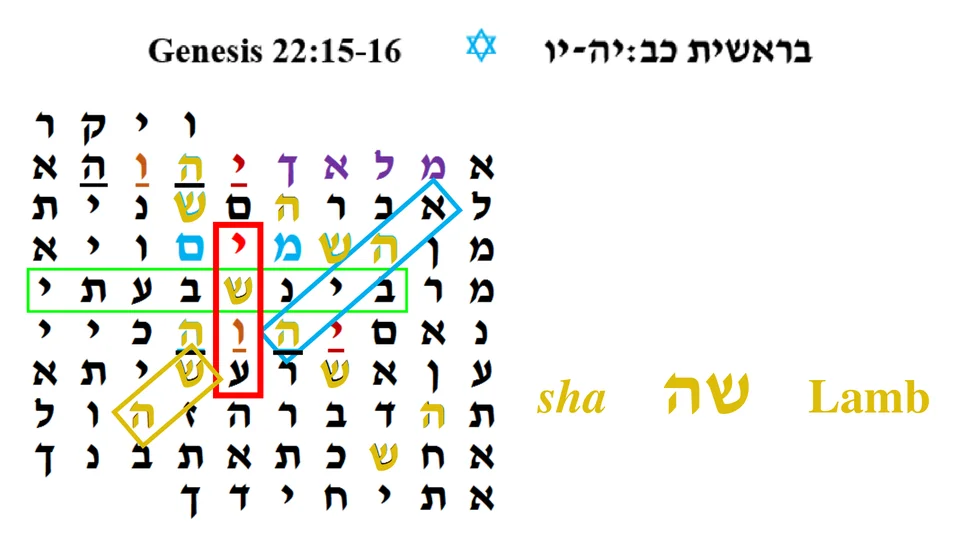 Genesis 22:15-16 ✡ בראשית כב:יה-יו
ו י ק ר
א מ ל א ך י ה ו ה א
ל א ב ר ה ם ש נ י ת
מ ן ה ש מ י ם ו י א
מ ר ב י נ ש ב ע ת י
נ א ם י ה ו ה כ י י
ע ן א ש ר ע ש י ת א
ת ה ד ב ר ה ז ה ו ל
א ח ש כ ת א ת ב נ ך
א ת י ח י ד ך
sha שה Lamb